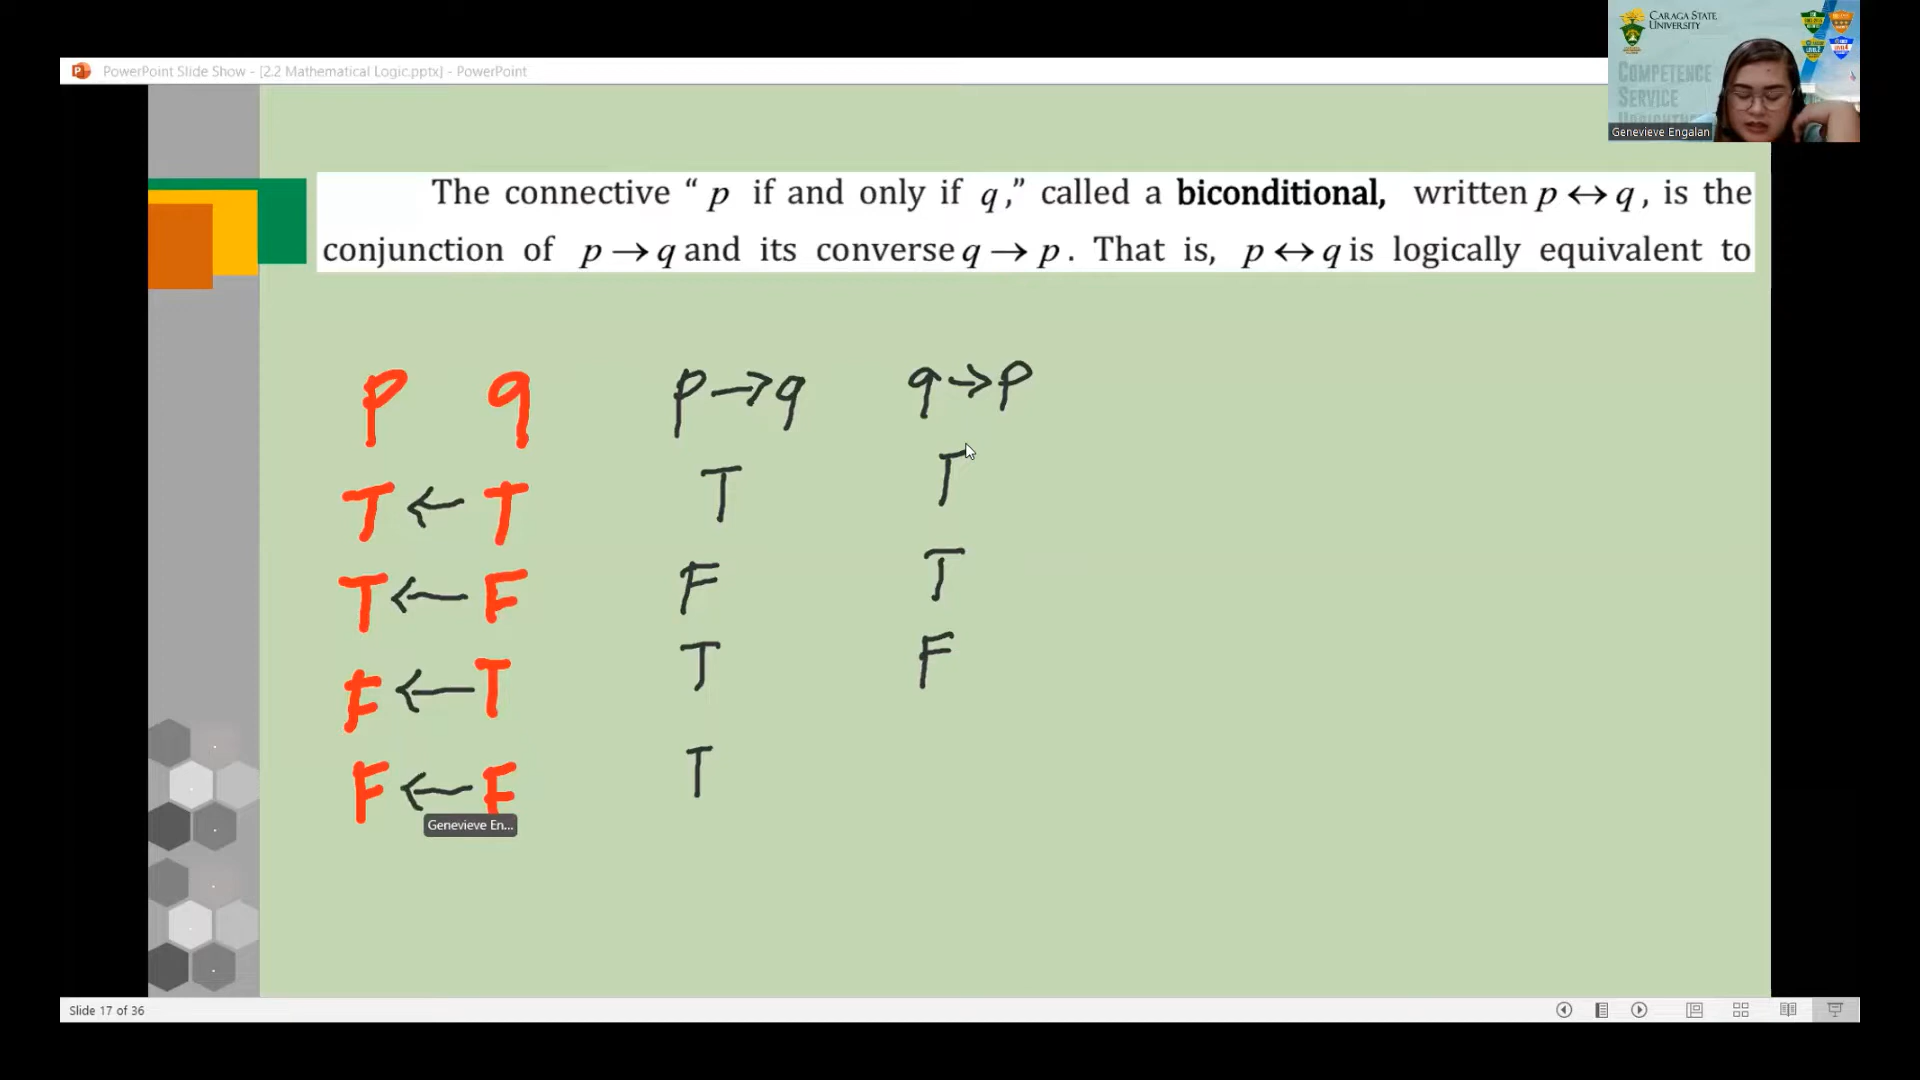 CARAGA STATE
UNIVERSITY
COMPETENCE
SERVICE
Genevieve Engalan
PowerPoint Slide Show - [2.2 Mathematical Logic.pptx] - PowerPoint
The connective “ p if and only if q,” called a biconditional, written p ↔ q, is the
conjunction of p → q and its converse q → p. That is, p ↔ q is logically equivalent to
p q p → q q → p
T ← T T T
T ← F F T
F ← T T F
F ← F T
Genevieve En...
Slide 17 of 36